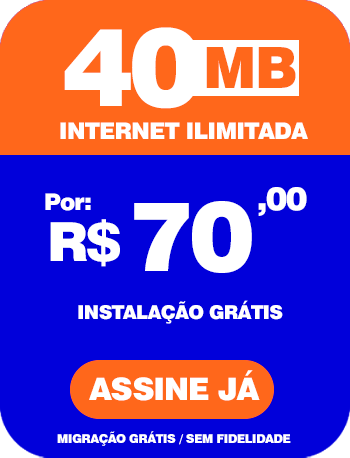 40 MB
INTERNET ILIMITADA
Por:
R$ 70,00
INSTALAÇÃO GRÁTIS
ASSINE JÁ
MIGRAÇÃO GRÁTIS / SEM FIDELIDADE